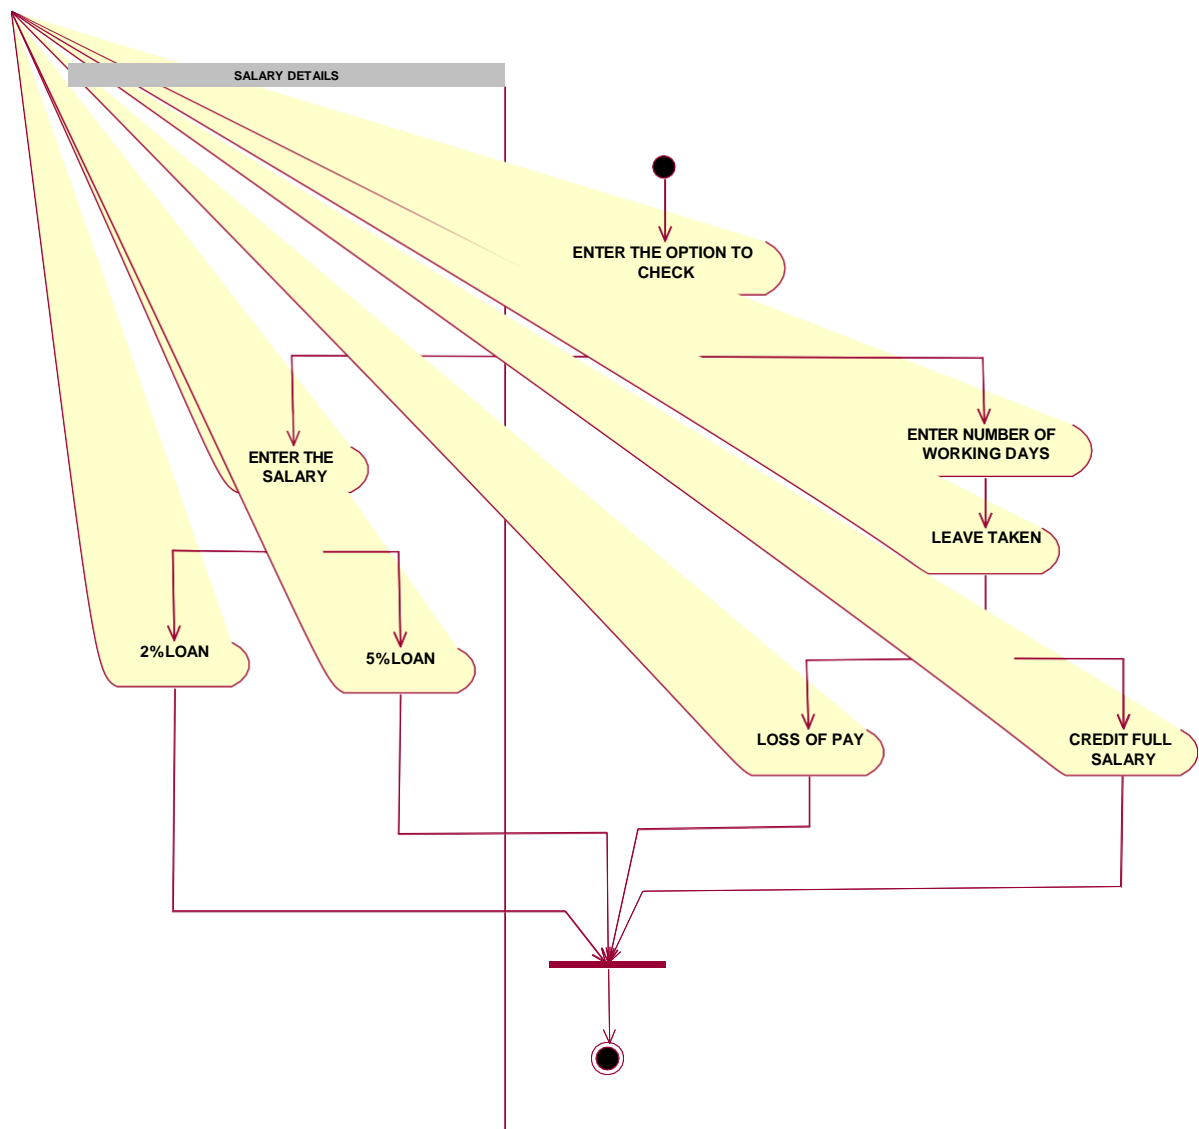 SALARY DETAILS
ENTER THE OPTION TO
CHECK
ENTER NUMBER OF
WORKING DAYS
ENTER THE
SALARY
LEAVE TAKEN
2%LOAN
5%LOAN
LOSS OF PAY
CREDIT FULL
SALARY